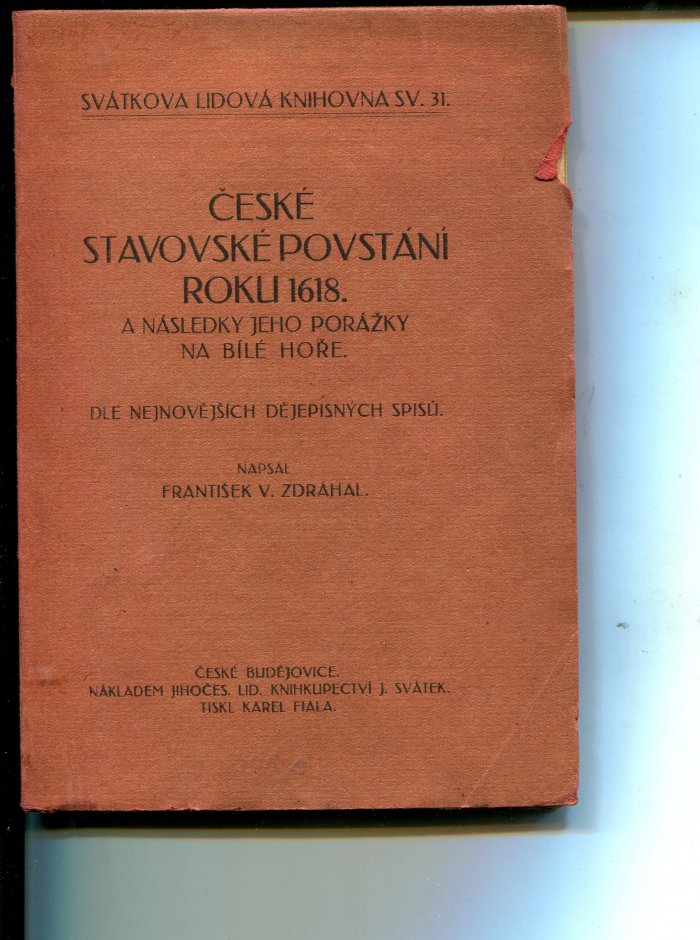 SVÁTKOVA LIDOVÁ KNIHOVNA SV. 31.
ČESKÉ
STAVOVSKÉ POVSTÁNÍ
ROKU 1618.
A NÁSLEDKY JEHO PORÁŽKY
NA BÍLÉ HOŘE.
DLE NEJNOVĚJŠÍCH DĚJEPISNÝCH SPISŮ.
NAPSAL
FRANTIŠEK V. ZDRÁHAL.
ČESKÉ BUDĚJOVICE.
NÁKLADEM JIHOČES. LID. KNIHKUPECTVÍ J. SVÁTEK.
TISKL KAREL FIALA.